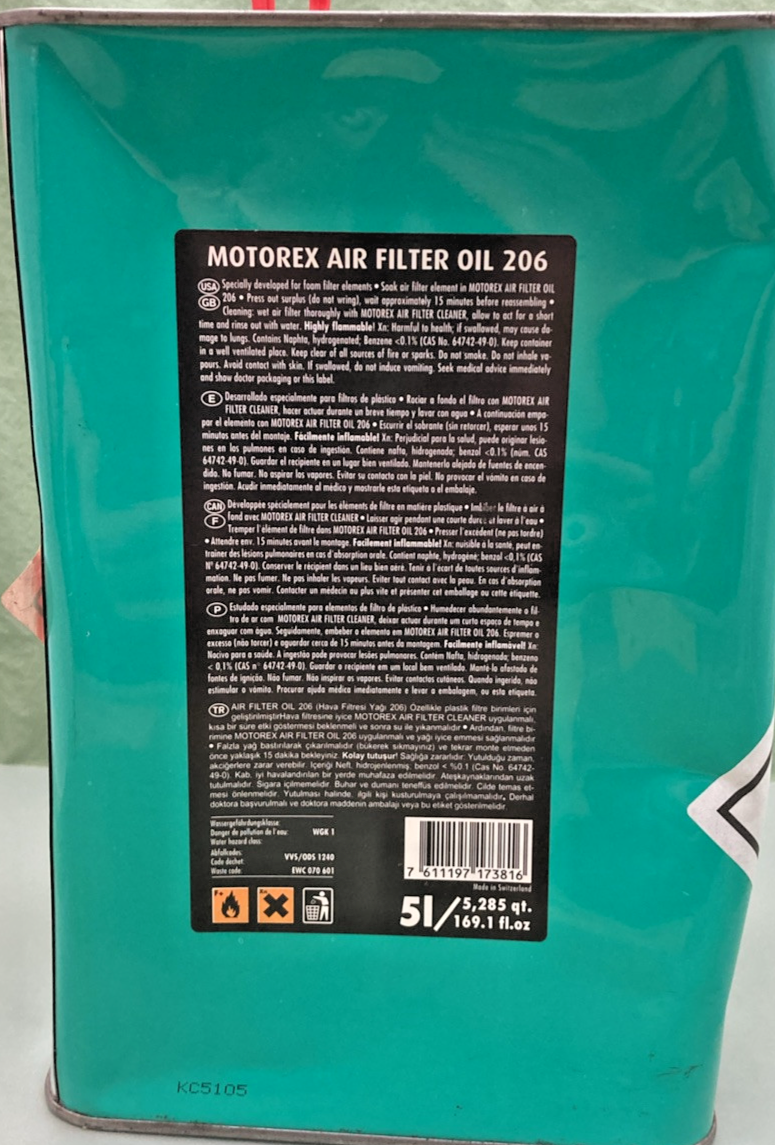 MOTOREX AIR FILTER OIL 206
USA Specially developed for foam filter elements • Soak air filter element in MOTOREX AIR FILTER OIL
GB 206 • Press out surplus (do not wring), wait approximately 15 minutes before reassembling •
Cleaning: wet air filter thoroughly with MOTOREX AIR FILTER CLEANER, allow to act for a short
time and rinse out with water. Highly flammable! Xn: Harmful to health; if swallowed, may cause da-
mage to lungs. Contains Naphta, hydrogenated; Benzene <0.1% (CAS No. 64742-49-0). Keep container
in a well ventilated place. Keep clear of all sources of fire or sparks. Do not smoke. Do not inhale va-
pours. Avoid contact with skin. If swallowed, do not induce vomiting. Seek medical advice immediately
and show doctor packaging or this label.
E Desarrollado especialmente para filtros de plástico • Rociar a fondo el filtro con MOTOREX AIR
FILTER CLEANER, hacer actuar durante un breve tiempo y lavar con agua • A continuación empa-
par el elemento con MOTOREX AIR FILTER OIL 206 • Escurrir el sobrante (sin retorcer), esperar unos 15
minutos antes del montaje. Fácilmente inflamable! Xn: Perjudicial para la salud, puede originar lesio-
nes en los pulmones en caso de ingestión. Contiene nafta, hidrogenada; benzol <0.1% (núm. CAS
64742-49-0). Guardar el recipiente en un lugar bien ventilado. Mantenerlo alejado de fuentes de encen-
dido. No fumar. No aspirar los vapores. Evitar su contacto con la piel. No provocar el vómito en caso de
ingestión. Acudir inmediatamente al médico y mostrarle esta etiqueta o el embalaje.
CAN Développée spécialement pour les éléments de filtre en matière plastique • le filtre à air à
F fond avec MOTOREX AIR FILTER CLEANER • Laisser agir pendant une courte durée et laver à l'eau •
Tremper l'élément de filtre dans MOTOREX AIR FILTER OIL 206 • Presser l'excédent (ne pas tordre)
• Attendre env. 15 minutes avant le montage. Facilement inflammable! Xn: nuisible à la santé, peut en-
traîner des lésions pulmonaires en cas d'absorption orale. Contient naphte, hydrogéné; benzol <0,1% (CAS
N° 64742-49-0). Conserver le récipient dans un lieu bien aéré. Tenir à l'écart de toutes sources d'inflam-
mation. Ne pas fumer. Ne pas inhaler les vapeurs. Eviter tout contact avec la peau. En cas d'absorption
orale, ne pas vomir. Contacter un médecin au plus vite et présenter cet emballage ou cette étiquette.
P Estudado especialmente para elementos de filtro de plástico • Humedecer abundantemente o fil-
tro de ar com MOTOREX AIR FILTER CLEANER, deixar actuar durante um curto espaço de tempo e
enxaguar com água. Seguidamente, embeber o elemento em MOTOREX AIR FILTER OIL 206. Espremer o
excesso (não torcer) e aguardar cerca de 15 minutos antes da montagem. Facilmente inflamável! Xn:
Nocivo para a saúde. A ingestão pode provocar lesões pulmonares. Contém Nafta, hidrogenada; benzeno
< 0,1% (CAS n° 64742-49-0). Guardar o recipiente em um local bem ventilado. Mantê-lo afastado de
fontes de ignição. Não fumar. Não inspirar os vapores. Evitar contactos cutâneos. Quando ingerido, não
estimular o vómito. Procurar ajuda médica imediatamente e levar a embalagem, ou esta etiqueta.
TR AIR FILTER OIL 206 (Hava Filtresi Yağı 206) Özellikle plastik filtre birimleri için
geliştirilmiştirHava filtresine iyice MOTOREX AIR FILTER CLEANER uygulanmalı,
kısa bir süre etki göstermesi beklenmeli ve sonra su ile yıkanmalıdır • Ardından, filtre bi-
rimine MOTOREX AIR FILTER OIL 206 uygulanmalı ve yağı iyice emmesi sağlanmalıdır
• Fazla yağ bastırılarak çıkarılmalıdır (bükerek sıkmayınız) ve tekrar monte etmeden
önce yaklaşık 15 dakika bekleyiniz. Kolay tutuşur! Sağlığa zararlıdır: Yutulduğu zaman,
akciğerlere zarar verebilir. İçeriği Neft, hidrojenlenmiş; benzol < %0.1 (Cas No. 64742-
49-0). Kab. iyi havalandırılan bir yerde muhafaza edilmelidir. Ateşkaynaklarından uzak
tutulmalıdır. Sigara içilmemelidir. Buhar ve dumanı teneffüs edilmelidir. Cilde temas et-
mesi önlenmelidir. Yutulması halinde, ilgili kişi kusturulmaya çalışılmamalıdır. Derhal
doktora başvurulmalı ve doktora maddenin ambalajı veya bu etiket gösterilmelidir.
Wassergefährdungsklasse:
Danger de pollution de l'eau: WGK 1
Water hazard class:
Abfallcodes:
Code déchet: VVS/ODS 1240
Waste code: EWC 070 601
7 611197 173816
Made in Switzerland
F+ Xn
5l/5,285 qt.
169.1 fl.oz
KC5105